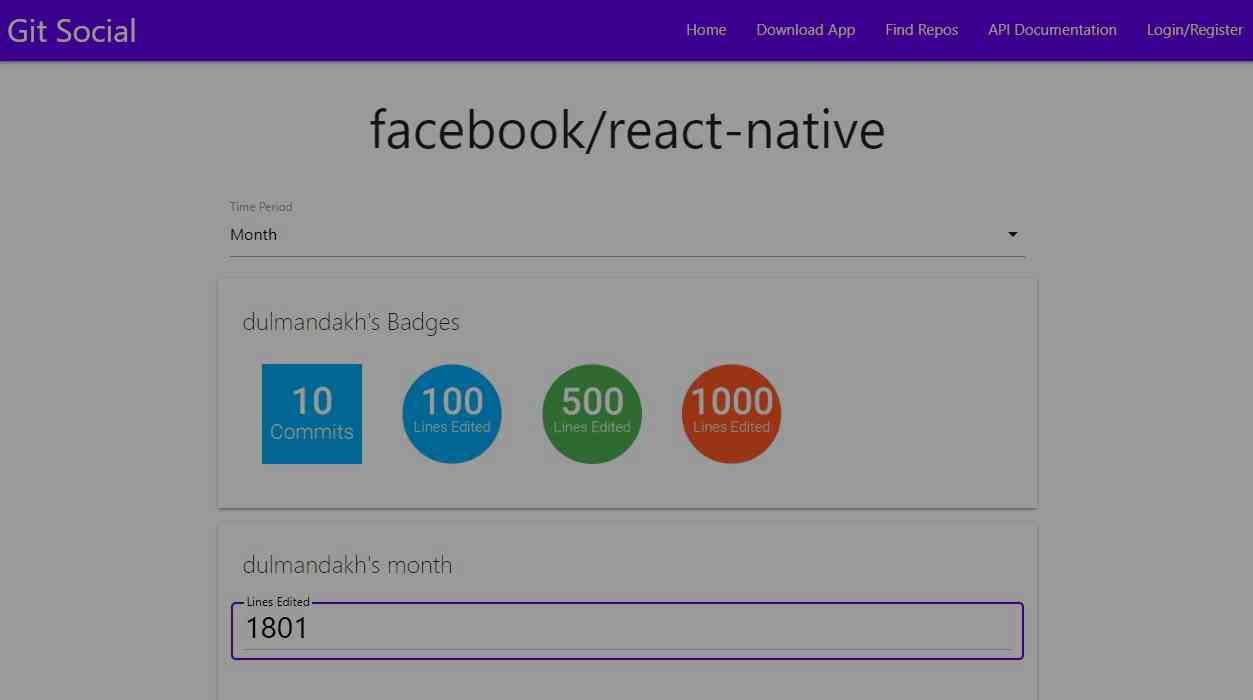 Git Social
Home Download App Find Repos API Documentation Login/Register
facebook/react-native
Time Period
Month
dulmandakh's Badges
10
Commits
100
Lines Edited
500
Lines Edited
1000
Lines Edited
dulmandakh's month
Lines Edited
1801